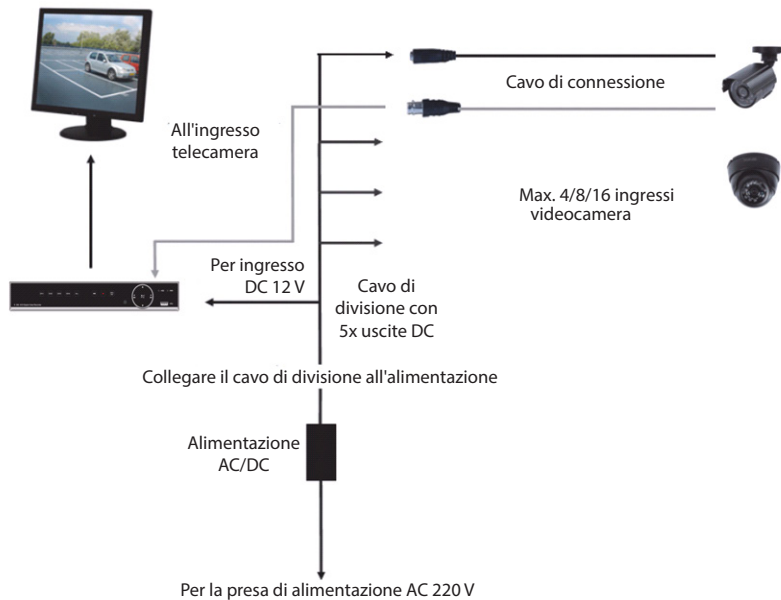 Cavo di connessione
All'ingresso
telecamera
Max. 4/8/16 ingressi
videocamera
Per ingresso
DC 12 V
Cavo di
divisione con
5x uscite DC
Collegare il cavo di divisione all'alimentazione
Alimentazione
AC/DC
Per la presa di alimentazione AC 220 V